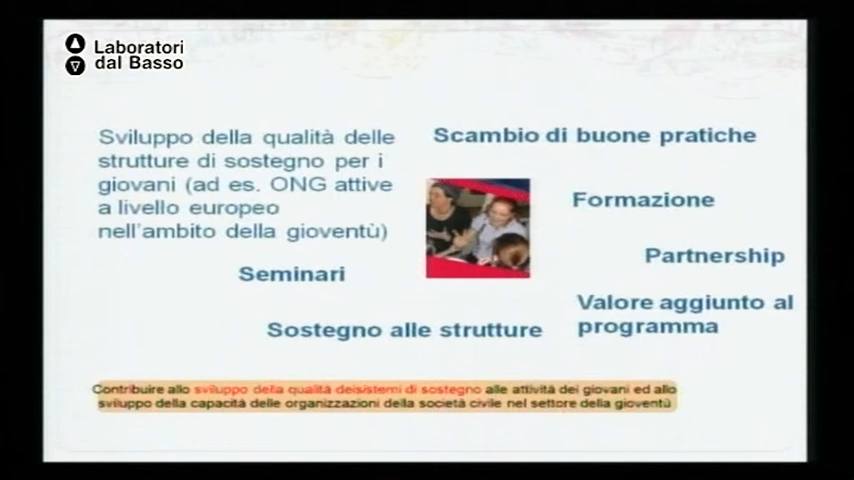 Laboratori
dal Basso
Sviluppo della qualità delle
strutture di sostegno per i
giovani (ad es. ONG attive
a livello europeo
nell'ambito della gioventù)
Scambio di buone pratiche
Formazione
Partnership
Seminari
Valore aggiunto al
programma
Sostegno alle strutture
Contribuire allo sviluppo della qualità deisistemi di sostegno alle attività dei giovani ed allo
sviluppo della capacità delle organizzazioni della società civile nel settore della gioventù